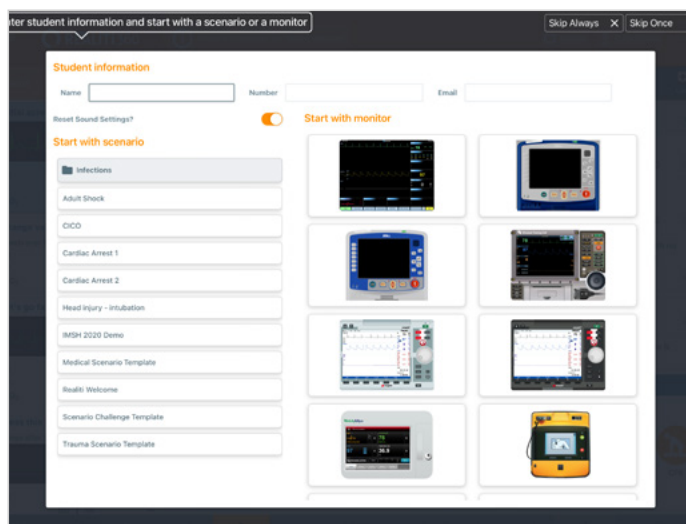 ter student information and start with a scenario or a monitor
Skip Always X Skip Once
Student information
Name Number Email
Reset Sound Settings?
Start with monitor
Start with scenario
Infections
Adult Shock
CICO
Cardiac Arrest 1
Cardiac Arrest 2
Head Injury - Intubation
IMSH 2020 Demo
Medical Scenario Template
Realiti Welcome
Scenario Challenge Template
Trauma Scenario Template